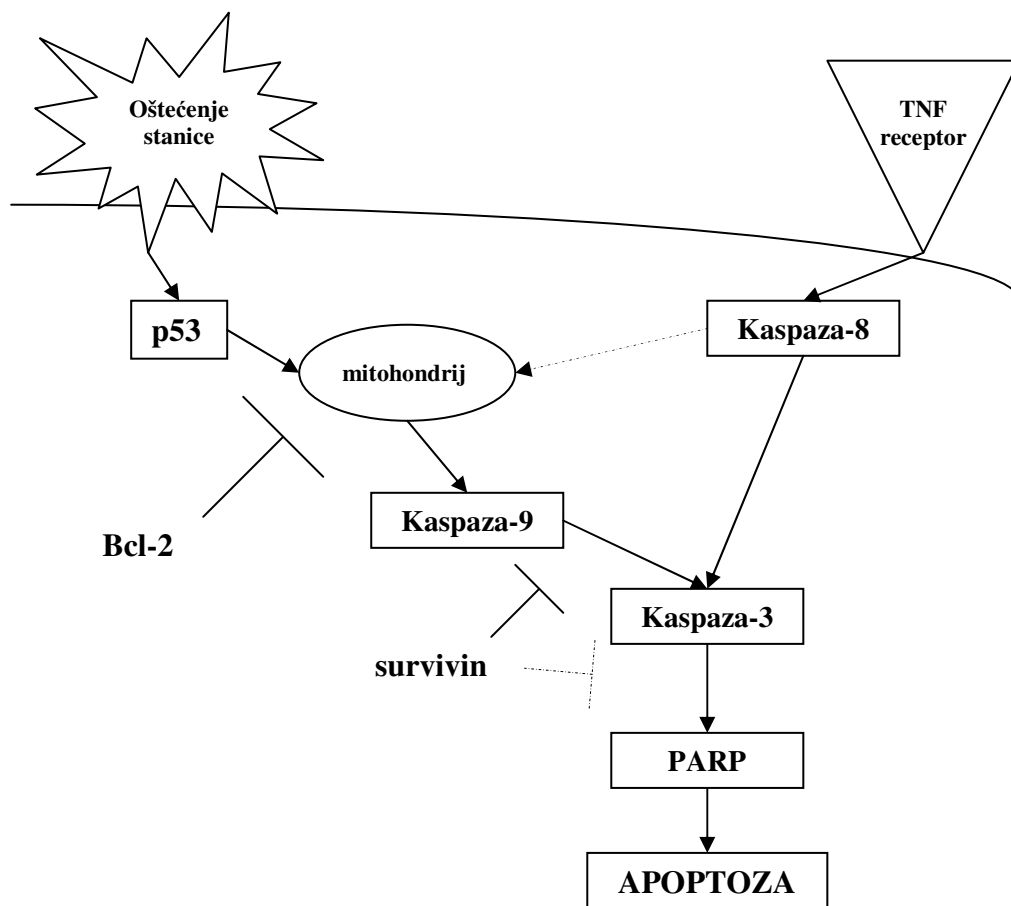 Oštećenje
stanice
TNF
receptor
p53
Kaspaza-8
mitohondrij
Kaspaza-9
Bcl-2
Kaspaza-3
survivin
PARP
APOPTOZA